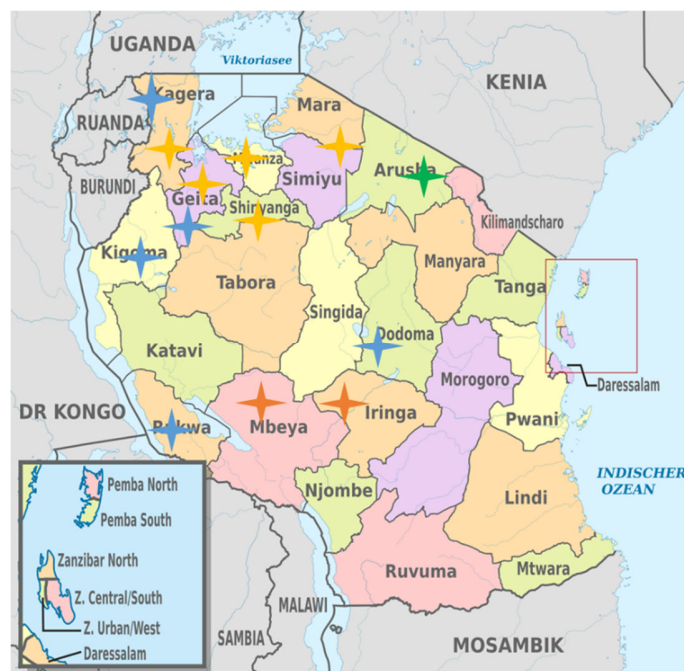 UGANDA
Viktoriasee
KENIA
Kagera
Mara
RUANDA
Mwanza
Arusha
BURUNDI
Simiyu
Geita
Shinyanga
Kilimandscharo
Kigoma
Manyara
Tabora
Tanga
Singida
Dodoma
Katavi
Morogoro
Daressalam
DR KONGO
Rukwa
Mbeya
Iringa
Pwani
INDISCHER
OZEAN
Njombe
Lindi
Pemba North
Pemba South
Zanzibar North
Ruvuma
Mtwara
Z. Central/South
MALAWI
Z. Urban/West
SAMBIA
MOSAMBIK
Daressalam